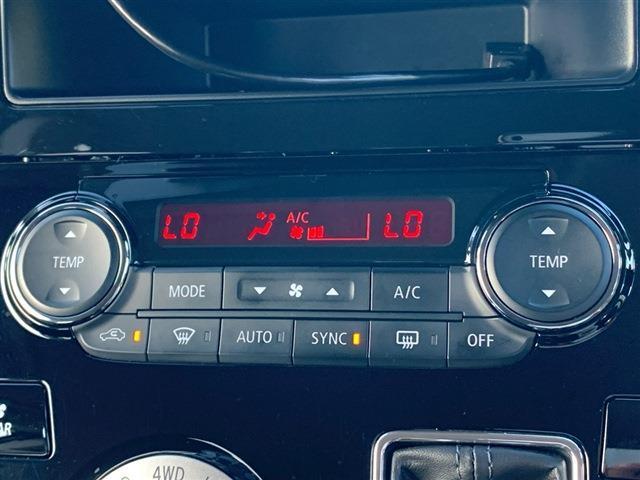 LO A/C LO
TEMP
TEMP
MODE A/C
AUTO SYNC OFF
4WD